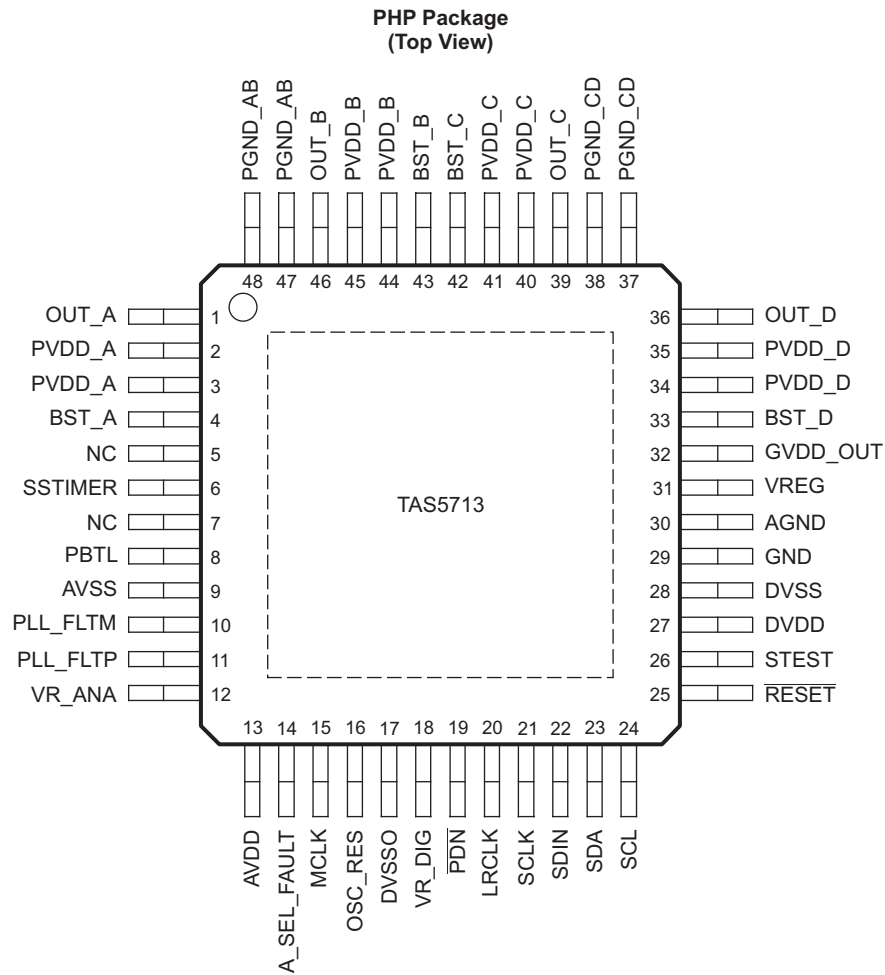 PHP Package
(Top View)
PGND_AB
PGND_AB
OUT_B
PVDD_B
PVDD_B
BST_B
BST_C
PVDD_C
PVDD_C
OUT_C
PGND_CD
PGND_CD
48 47 46 45 44 43 42 41 40 39 38 37
OUT_A 1 36 OUT_D
PVDD_A 2 35 PVDD_D
PVDD_A 3 34 PVDD_D
BST_A 4 33 BST_D
NC 5 32 GVDD_OUT
SSTIMER 6 31 VREG
TAS5713
NC 7 30 AGND
PBTL 8 29 GND
AVSS 9 28 DVSS
PLL_FLTM 10 27 DVDD
PLL_FLTP 11 26 STEST
VR_ANA 12 25 RESET
13 14 15 16 17 18 19 20 21 22 23 24
AVDD
A_SEL_FAULT
MCLK
OSC_RES
DVSSO
VR_DIG
PDN
LRCLK
SCLK
SDIN
SDA
SCL